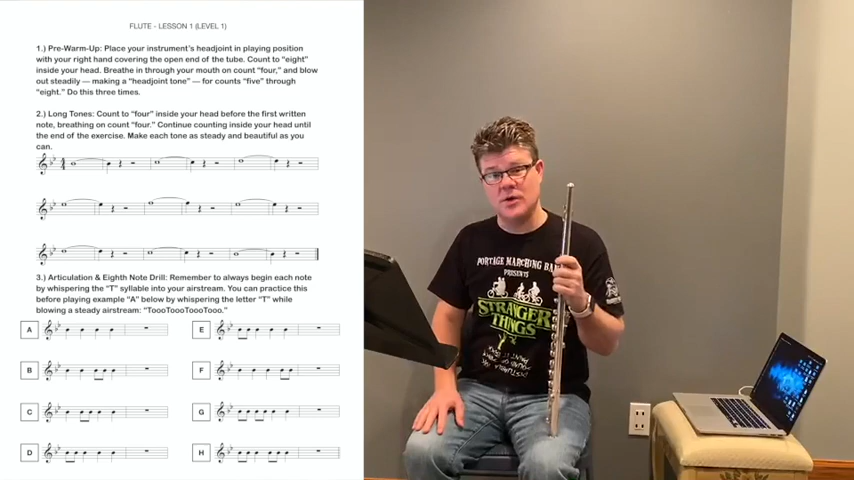 FLUTE - LESSON 1 (LEVEL 1)
1.) Pre-Warm-Up: Place your instrument's headjoint in playing position
with your right hand covering the open end of the tube. Count to "eight"
inside your head. Breathe in through your mouth on count "four," and blow
out steadily — making a "headjoint tone" — for counts "five" through
"eight." Do this three times.
2.) Long Tones: Count to "four" inside your head before the first written
note, breathing on count "four." Continue counting inside your head until
the end of the exercise. Make each tone as steady and beautiful as you
can.
3.) Articulation & Eighth Note Drill: Remember to always begin each note
by whispering the "T" syllable into your airstream. You can practice this
before playing example "A" below by whispering the letter "T" while
blowing a steady airstream: "ToooToooToooTooo."
A
E
B
F
C
G
D
H
PORTAGE MARCHING BAND
PRESENTS
STRANGER
THINGS